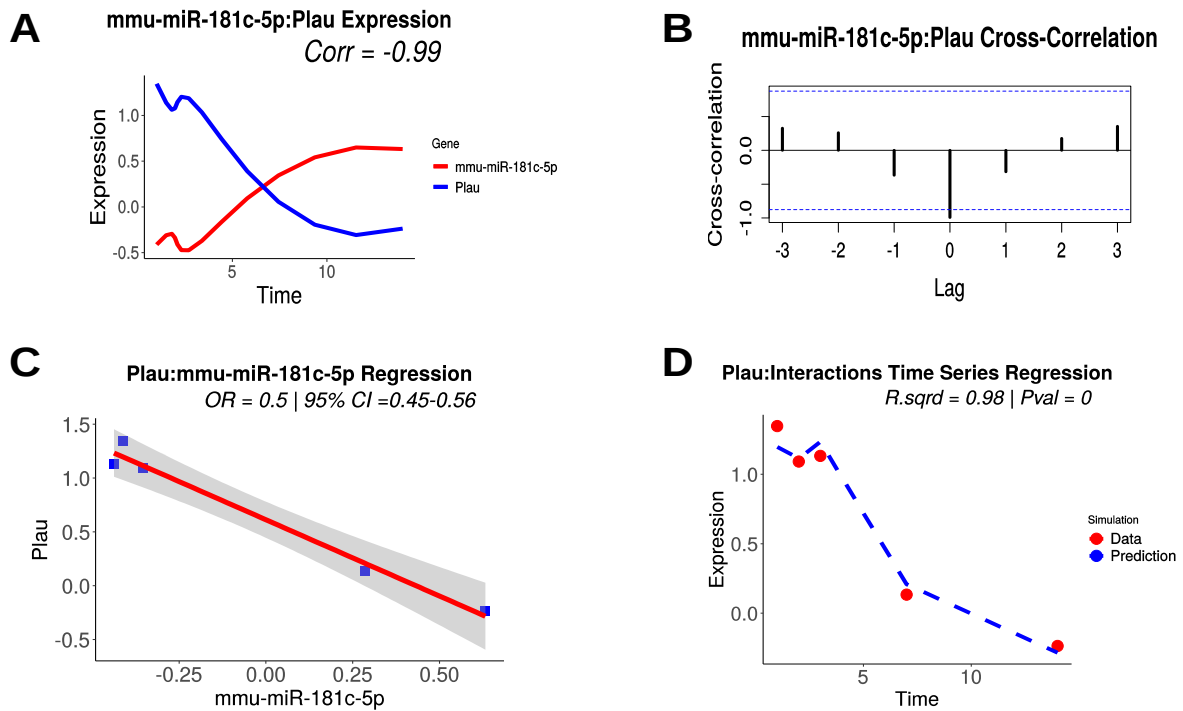 A
mmu-miR-181c-5p:Plau Expression
Corr = -0.99
Expression
1.0
0.5
0.0
-0.5
5
10
Time
Gene
mmu-miR-181c-5p
Plau
B
mmu-miR-181c-5p:Plau Cross-Correlation
Cross-correlation
0.0
-1.0
-3
-2
-1
0
1
2
3
Lag
C
Plau:mmu-miR-181c-5p Regression
OR = 0.5 | 95% CI =0.45-0.56
Plau
1.5
1.0
0.5
0.0
-0.5
-0.25
0.00
0.25
0.50
mmu-miR-181c-5p
D
Plau:Interactions Time Series Regression
R.sqrd = 0.98 | Pval = 0
Expression
1.0
0.5
0.0
5
10
Time
Simulation
Data
Prediction